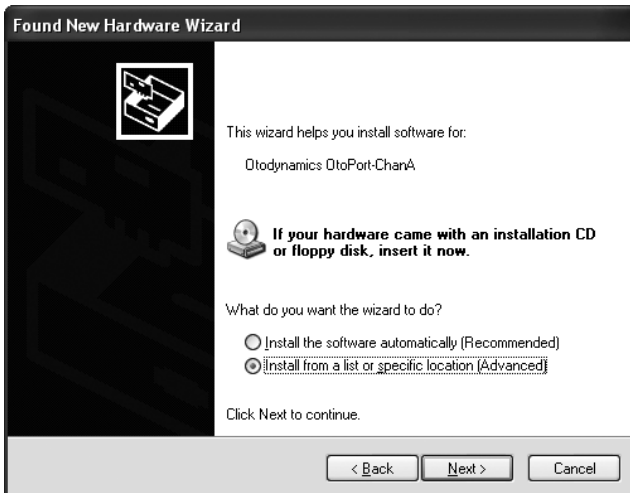 Found New Hardware Wizard
This wizard helps you install software for:
Otodynamics OtoPort-ChanA
If your hardware came with an installation CD
or floppy disk, insert it now.
What do you want the wizard to do?
Install the software automatically (Recommended)
Install from a list or specific location (Advanced)
Click Next to continue.
< Back Next > Cancel